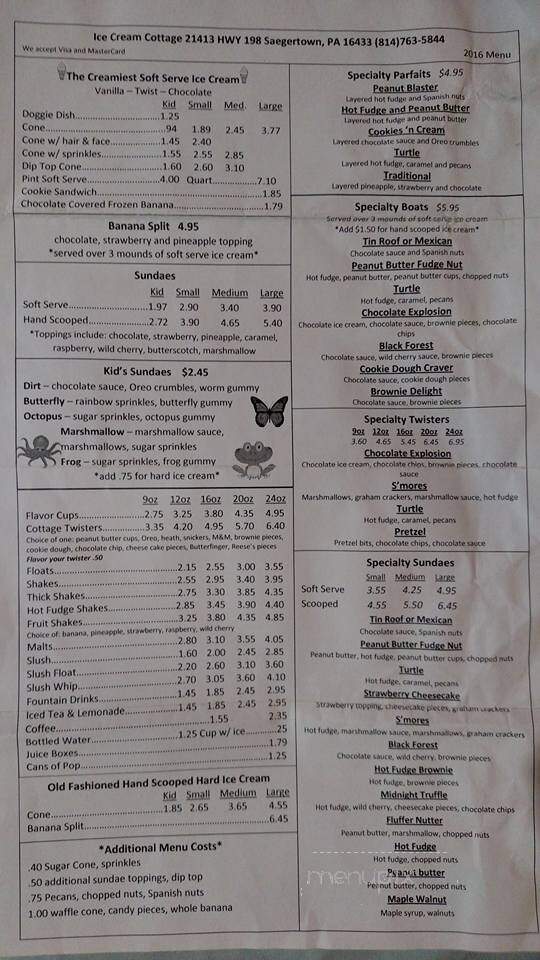 Ice Cream Cottage 21413 HWY 198 Saegertown, PA 16433 (814)763-5844
We accept Visa and MasterCard
2016 Menu
The Creamiest Soft Serve Ice Cream
Vanilla – Twist – Chocolate
Kid Small Med. Large
Doggie Dish.....................1.25
Cone..............................94 1.89 2.45 3.77
Cone w/ hair & face...........1.45 2.40
Cone w/ sprinkles..............1.55 2.55 2.85
Dip Top Cone...................1.60 2.60 3.10
Pint Soft Serve..................4.00 Quart...................7.10
Cookie Sandwich.......................................................1.85
Chocolate Covered Frozen Banana................................1.79
Banana Split 4.95
chocolate, strawberry and pineapple topping
*served over 3 mounds of soft serve ice cream*
Sundaes
Kid Small Medium Large
Soft Serve........................1.97 2.90 3.40 3.90
Hand Scooped....................2.72 3.90 4.65 5.40
*Toppings include: chocolate, strawberry, pineapple, caramel,
raspberry, wild cherry, butterscotch, marshmallow
Kid's Sundaes $2.45
Dirt – chocolate sauce, Oreo crumbles, worm gummy
Butterfly – rainbow sprinkles, butterfly gummy
Octopus – sugar sprinkles, octopus gummy
Marshmallow – marshmallow sauce,
marshmallows, sugar sprinkles
Frog – sugar sprinkles, frog gummy
*add .75 for hard ice cream*
9oz 12oz 16oz 20oz 24oz
Flavor Cups....................2.75 3.25 3.80 4.35 4.95
Cottage Twisters..............3.35 4.20 4.95 5.70 6.40
Choice of one: peanut butter cups, Oreo, heath, snickers, M&M, brownie pieces,
cookie dough, chocolate chip, cheese cake pieces, Butterfinger, Reese's pieces
Flavor your twister .50
Floats...............................2.15 2.55 3.00 3.55
Shakes..............................2.55 2.95 3.40 3.95
Thick Shakes.......................2.75 3.30 3.85 4.35
Hot Fudge Shakes.................2.85 3.45 3.90 4.40
Fruit Shakes........................3.25 3.80 4.35 4.85
Choice of: banana, pineapple, strawberry, raspberry, wild cherry
Malts................................2.80 3.10 3.55 4.05
Slush................................1.60 2.00 2.45 2.85
Slush Float.........................2.20 2.60 3.10 3.60
Slush Whip.........................2.70 3.05 3.60 4.10
Fountain Drinks...................1.45 1.85 2.45 2.95
Iced Tea & Lemonade.............1.45 1.85 2.45 2.95
Coffee....................................1.55 2.35
Bottled Water........................1.25 Cup w/ ice............25
Juice Boxes.......................................................1.79
Cans of Pop.......................................................1.25
Old Fashioned Hand Scooped Hard Ice Cream
Kid Small Medium Large
Cone..............................1.85 2.65 3.65 4.55
Banana Split......................................................6.45
*Additional Menu Costs*
.40 Sugar Cone, sprinkles
.50 additional sundae toppings, dip top
.75 Pecans, chopped nuts, Spanish nuts
1.00 waffle cone, candy pieces, whole banana
Specialty Parfaits $4.95
Peanut Blaster
Layered hot fudge and Spanish nuts
Hot Fudge and Peanut Butter
Layered hot fudge and peanut butter
Cookies 'n Cream
Layered chocolate sauce and Oreo crumbles
Turtle
Layered hot fudge, caramel and pecans
Traditional
Layered pineapple, strawberry and chocolate
Specialty Boats $5.95
Served over 3 mounds of soft serve ice cream
*Add $1.50 for hand scooped ice cream*
Tin Roof or Mexican
Chocolate sauce and Spanish nuts
Peanut Butter Fudge Nut
Hot fudge, peanut butter, peanut butter cups, chopped nuts
Turtle
Hot fudge, caramel, pecans
Chocolate Explosion
Chocolate ice cream, chocolate sauce, brownie pieces, chocolate
chips
Black Forest
Chocolate sauce, wild cherry sauce, brownie pieces
Cookie Dough Craver
Chocolate sauce, cookie dough pieces
Brownie Delight
Chocolate sauce, brownie pieces
Specialty Twisters
9oz 12oz 16oz 20oz 24oz
3.60 4.65 5.45 6.45 6.95
Chocolate Explosion
Chocolate ice cream, chocolate chips, brownie pieces, chocolate
sauce
S'mores
Marshmallows, graham crackers, marshmallow sauce, hot fudge
Turtle
Hot fudge, caramel, pecans
Pretzel
Pretzel bits, chocolate chips, chocolate sauce
Specialty Sundaes
Small Medium Large
Soft Serve 3.55 4.25 4.95
Scooped 4.55 5.50 6.45
Tin Roof or Mexican
Chocolate sauce, Spanish nuts
Peanut Butter Fudge Nut
Peanut butter, hot fudge, peanut butter cups, chopped nuts
Turtle
Hot fudge, caramel, pecans
Strawberry Cheesecake
Strawberry topping, cheesecake pieces, graham crackers
S'mores
Hot fudge, marshmallow sauce, marshmallows, graham crackers
Black Forest
Chocolate sauce, wild cherry, brownie pieces
Hot Fudge Brownie
Hot fudge, brownie pieces
Midnight Truffle
Hot fudge, wild cherry, cheesecake pieces, chocolate chips
Fluffer Nutter
Peanut butter, marshmallow, chopped nuts
Hot Fudge
Hot fudge, chopped nuts
Peanut butter
Peanut butter, chopped nuts
Maple Walnut
Maple syrup, walnuts